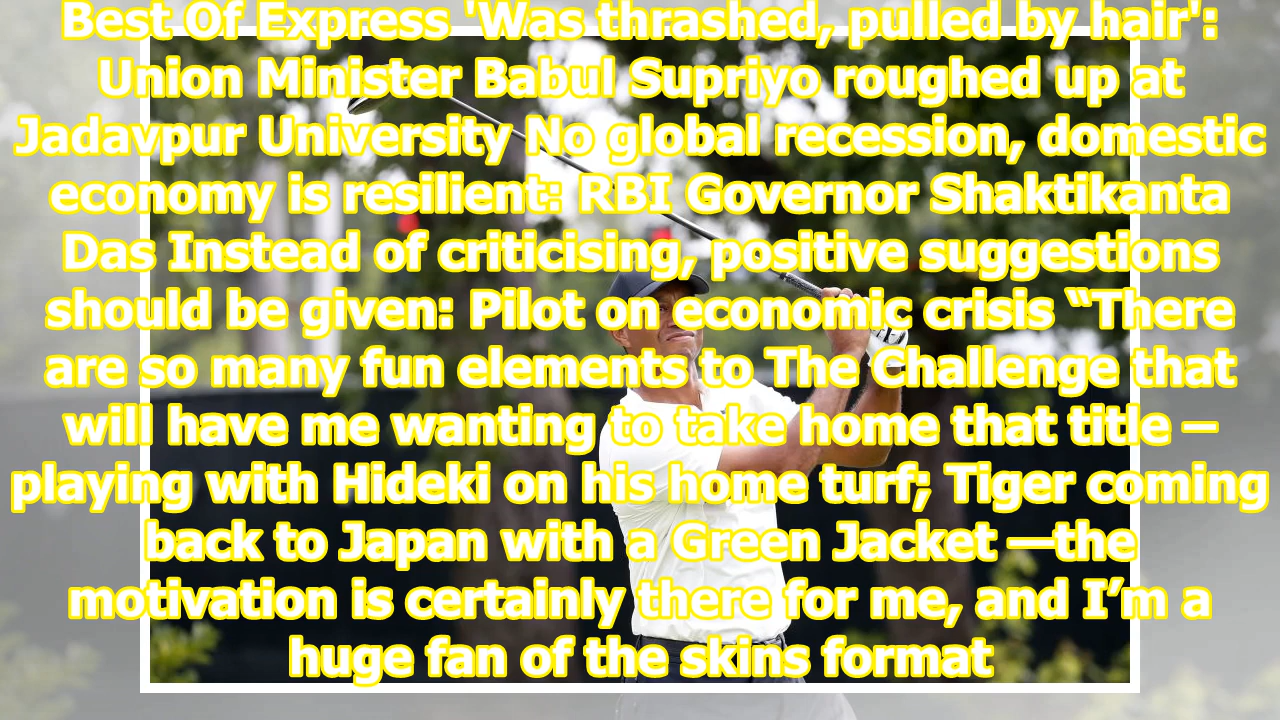 Best Of Express 'Was thrashed, pulled by hair':
Union Minister Babul Supriyo roughed up at
Jadavpur University No global recession, domestic
economy is resilient: RBI Governor Shaktikanta
Das Instead of criticising, positive suggestions
should be given: Pilot on economic crisis “There
are so many fun elements to The Challenge that
will have me wanting to take home that title –
playing with Hideki on his home turf; Tiger coming
back to Japan with a Green Jacket —the
motivation is certainly there for me, and I’m a
huge fan of the skins format